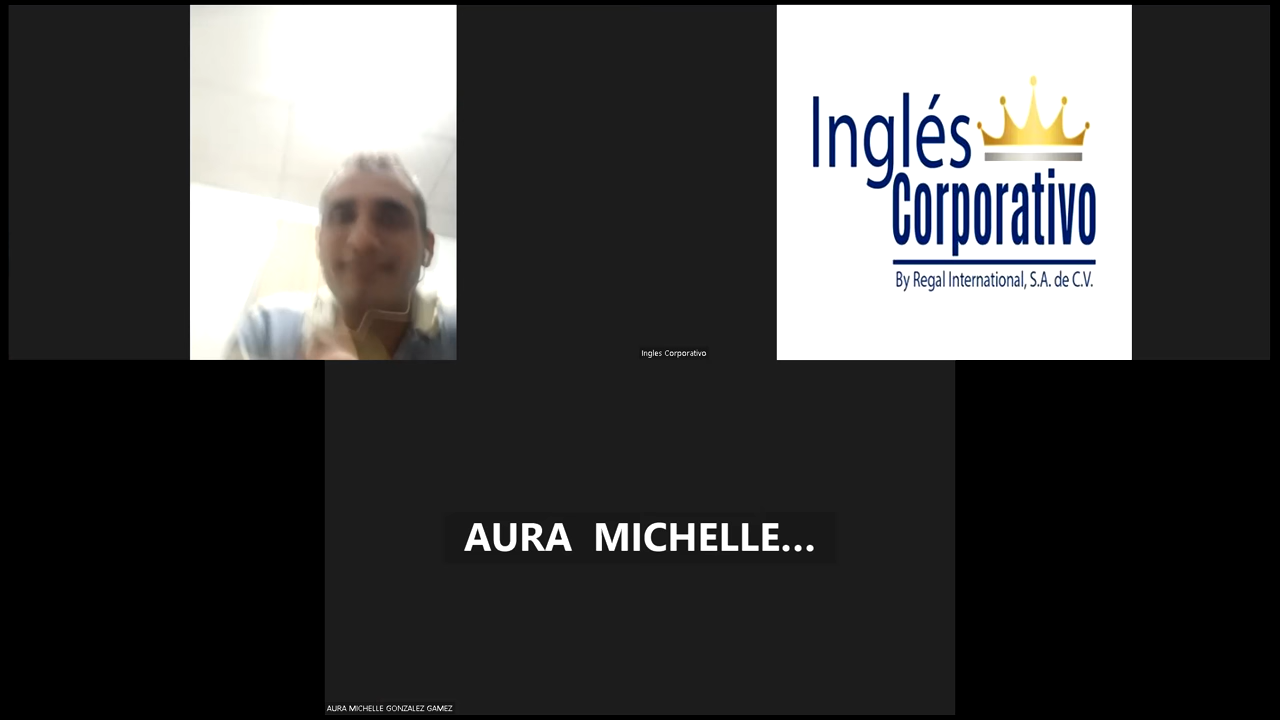 Inglés
Corporativo
By Regal International, S.A. de C.V.
Ingles Corporativo
AURA MICHELLE...
AURA MICHELLE GONZALEZ GAMEZ